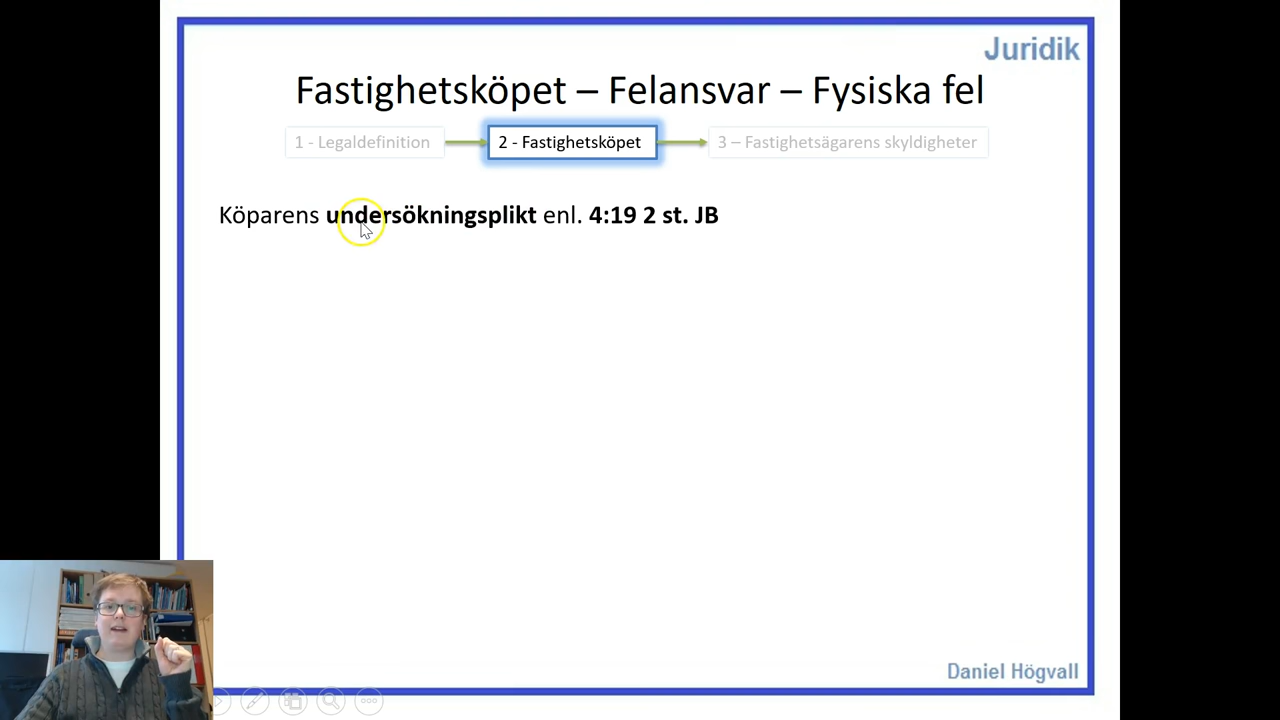 Juridik
Fastighetsköpet – Felansvar – Fysiska fel
1 - Legaldefinition
2 - Fastighetsköpet
3 – Fastighetsägarens skyldigheter
Köparens undersökningsplikt enl. 4:19 2 st. JB
Daniel Högvall